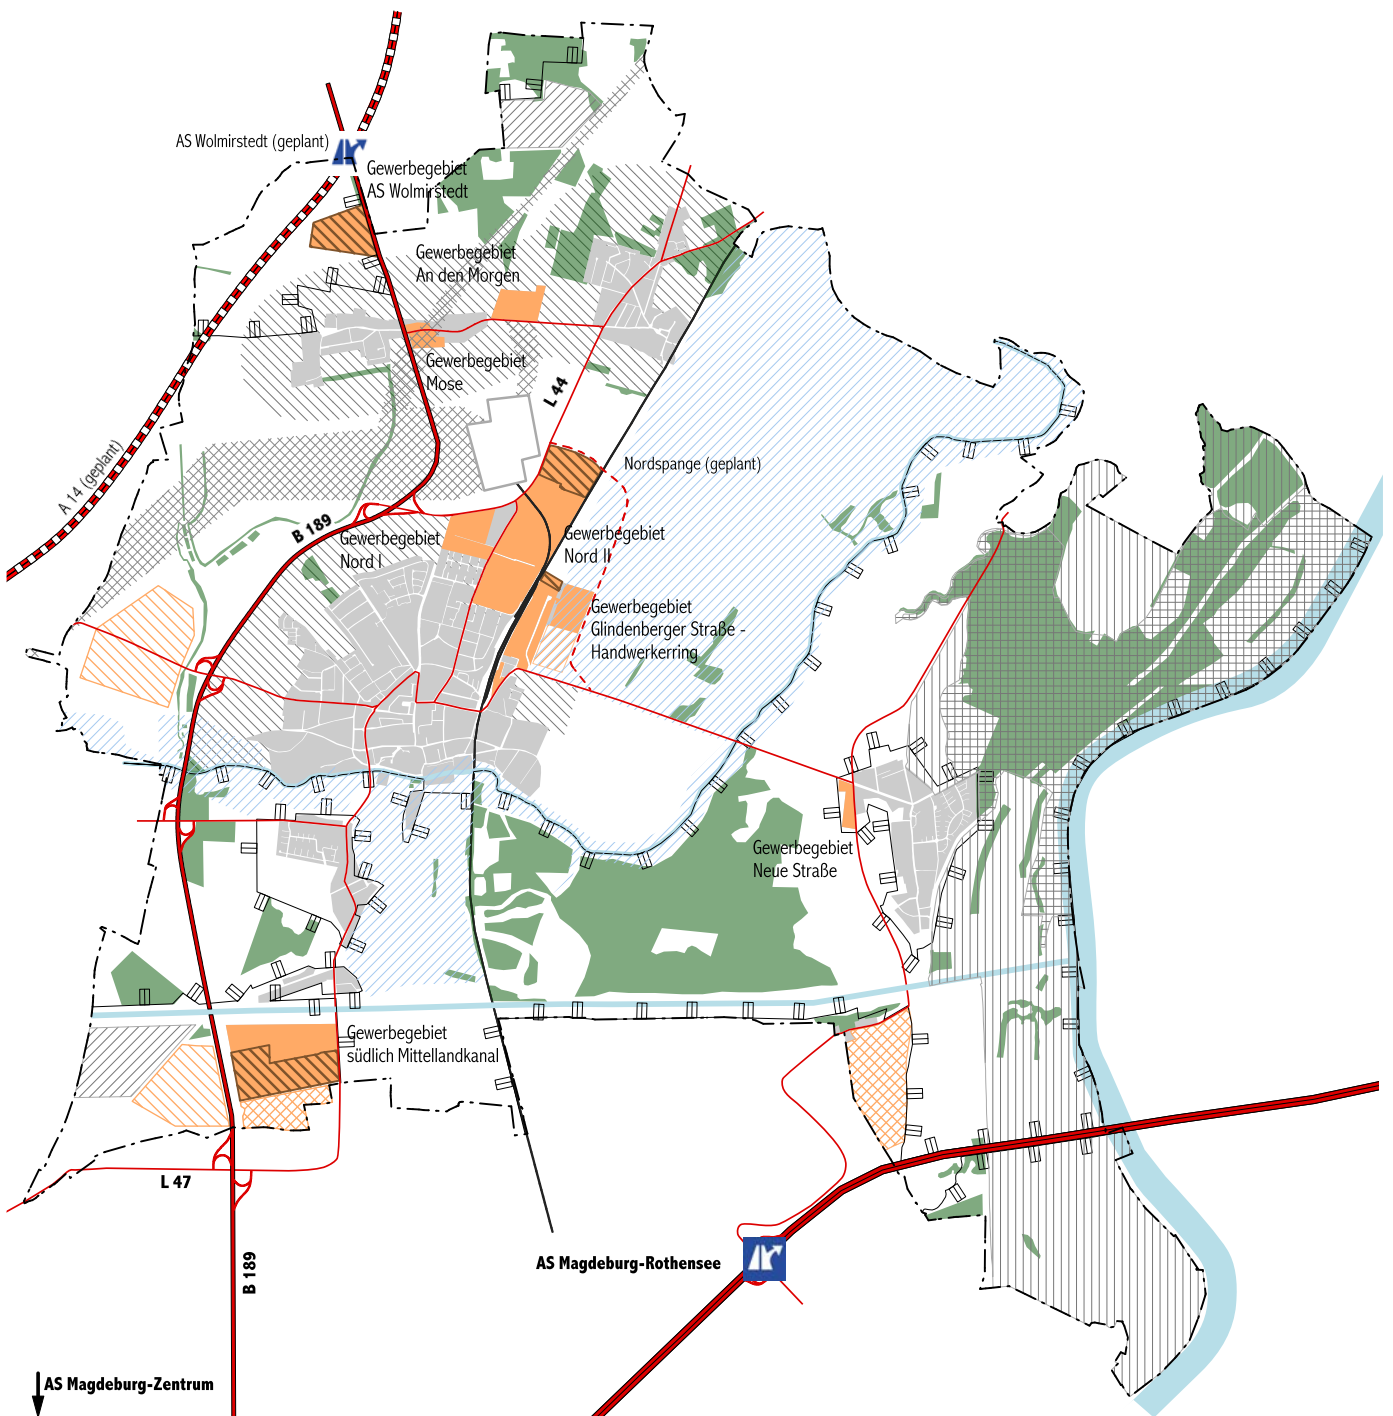 AS Wolmirstedt (geplant)
Gewerbegebiet
AS Wolmirstedt
Gewerbegebiet
An den Morgen
Gewerbegebiet
Mose
L 44
A 14 (geplant)
Nordspange (geplant)
B 189
Gewerbegebiet
Nord I
Gewerbegebiet
Nord II
Gewerbegebiet
Glindenberger Straße -
Handwerkerring
Gewerbegebiet
Neue Straße
Gewerbegebiet
südlich Mittellandkanal
L 47
B 189
AS Magdeburg-Rothensee
AS Magdeburg-Zentrum